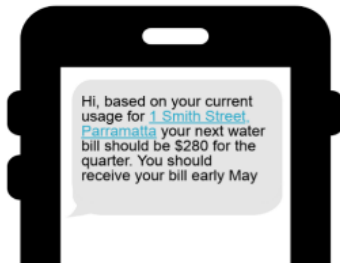 Hi, based on your current
usage for 1 Smith Street,
Parramatta your next water
bill should be $280 for the
quarter. You should
receive your bill early May